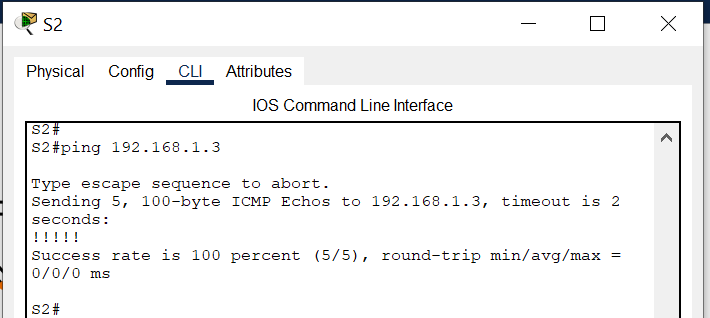 S2
Physical Config CLI Attributes
IOS Command Line Interface
S2#
S2#ping 192.168.1.3
Type escape sequence to abort.
Sending 5, 100-byte ICMP Echos to 192.168.1.3, timeout is 2
seconds:
!!!!!
Success rate is 100 percent (5/5), round-trip min/avg/max =
0/0/0 ms
S2#